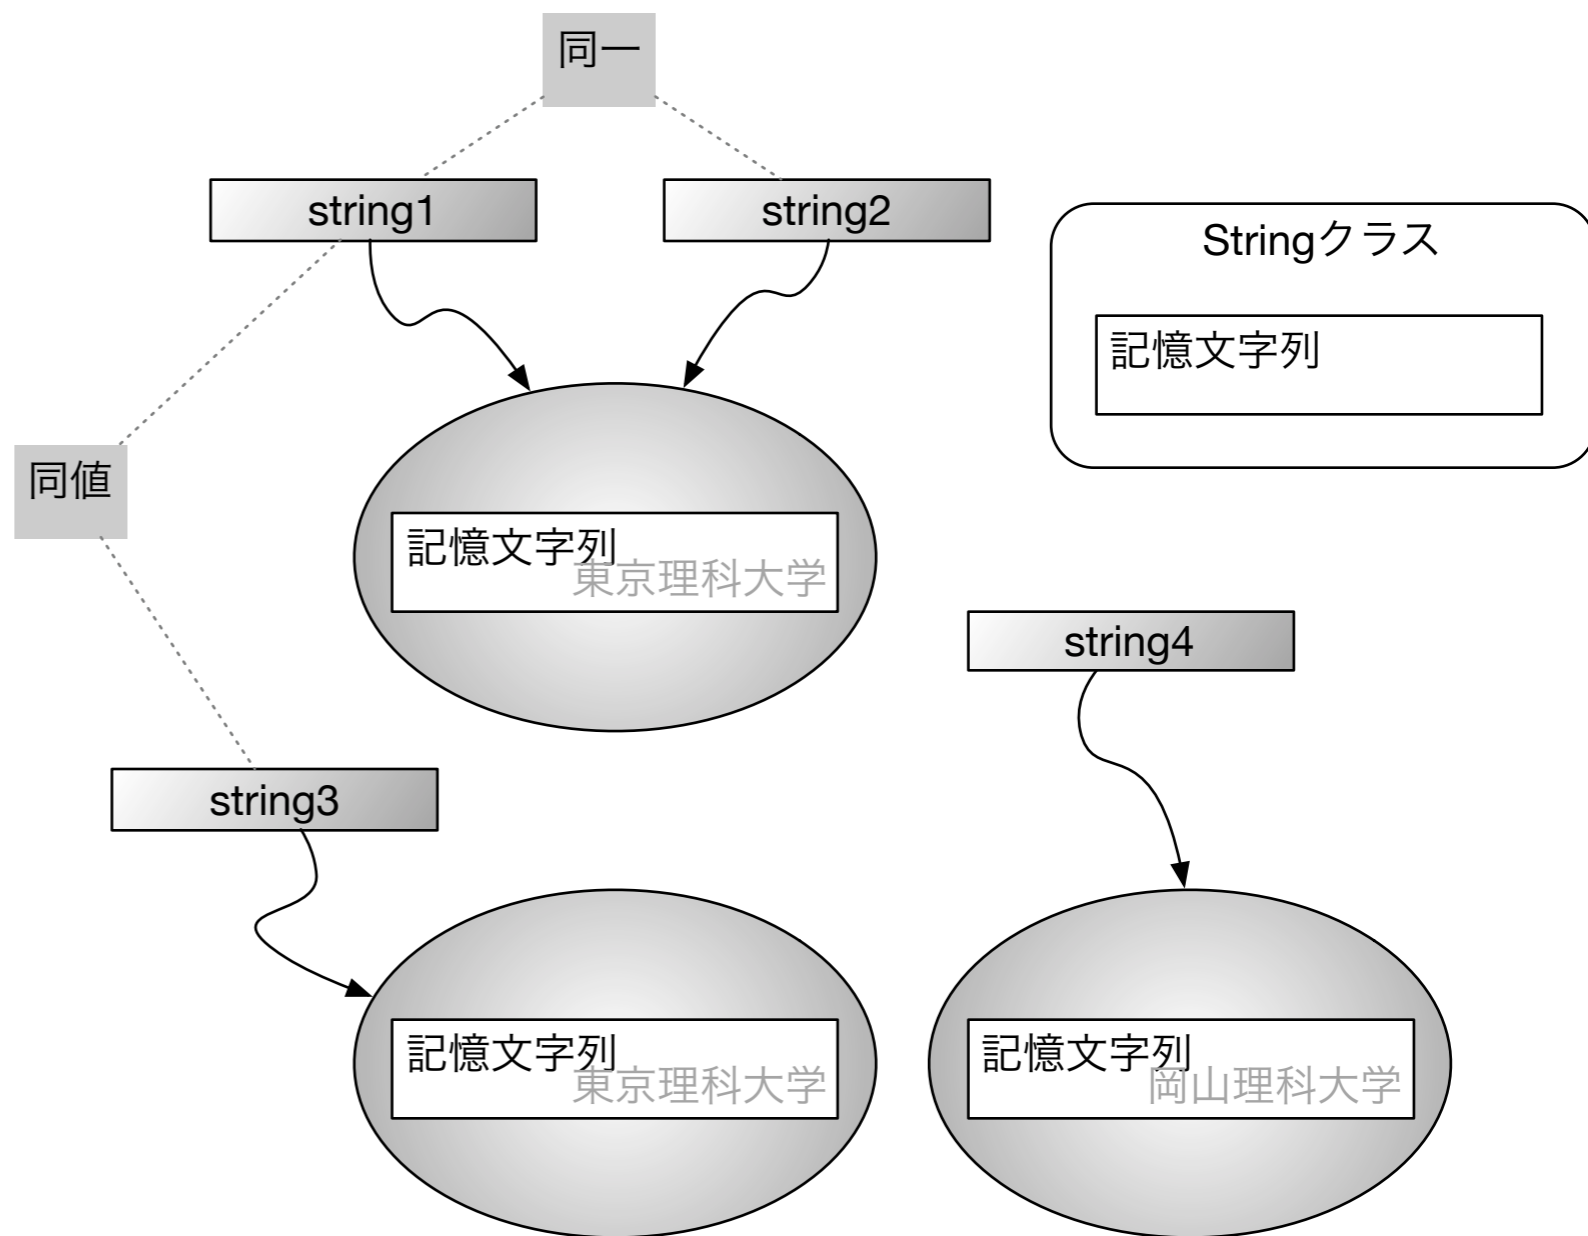 同一
string1
string2
Stringクラス
記憶文字列
同値
記憶文字列
東京理科大学
string4
string3
記憶文字列
東京理科大学
記憶文字列
岡山理科大学